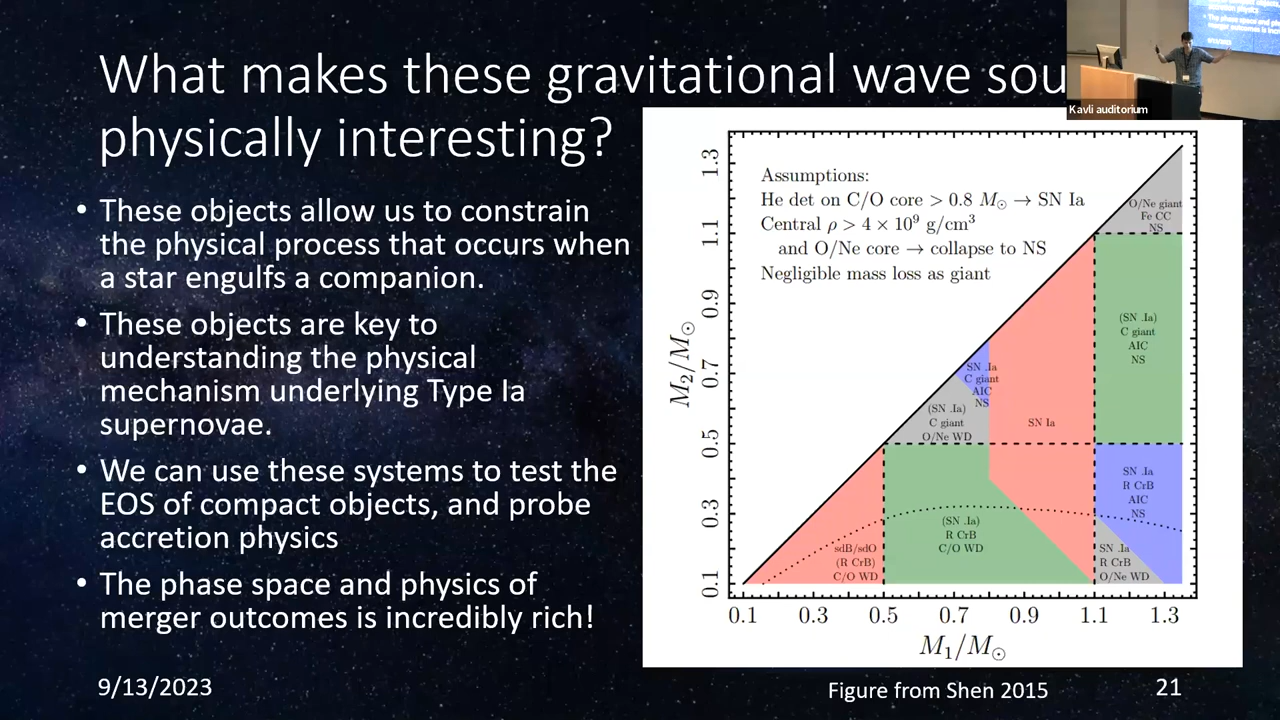 What makes these gravitational wave sou
physically interesting?
• These objects allow us to constrain
the physical process that occurs when
a star engulfs a companion.
• These objects are key to
understanding the physical
mechanism underlying Type Ia
supernovae.
• We can use these systems to test the
EOS of compact objects, and probe
accretion physics
• The phase space and physics of
merger outcomes is incredibly rich!
Kavli auditorium
Assumptions:
He det on C/O core > 0.8 M☉ → SN Ia
Central ρ > 4 × 10⁹ g/cm³
and O/Ne core → collapse to NS
Negligible mass loss as giant
O/Ne giant
Fe CC
NS
(SN .Ia)
C giant
AIC
NS
SN .Ia
C giant
AIC
NS
(SN .Ia)
C giant
O/Ne WD
SN Ia
SN .Ia
R CrB
AIC
NS
(SN .Ia)
R CrB
C/O WD
sdB/sdO
(R CrB)
C/O WD
SN .Ia
R CrB
O/Ne WD
M₂/M☉
1.3
1.1
0.9
0.7
0.5
0.3
0.1
0.1 0.3 0.5 0.7 0.9 1.1 1.3
M₁/M☉
9/13/2023
Figure from Shen 2015
21